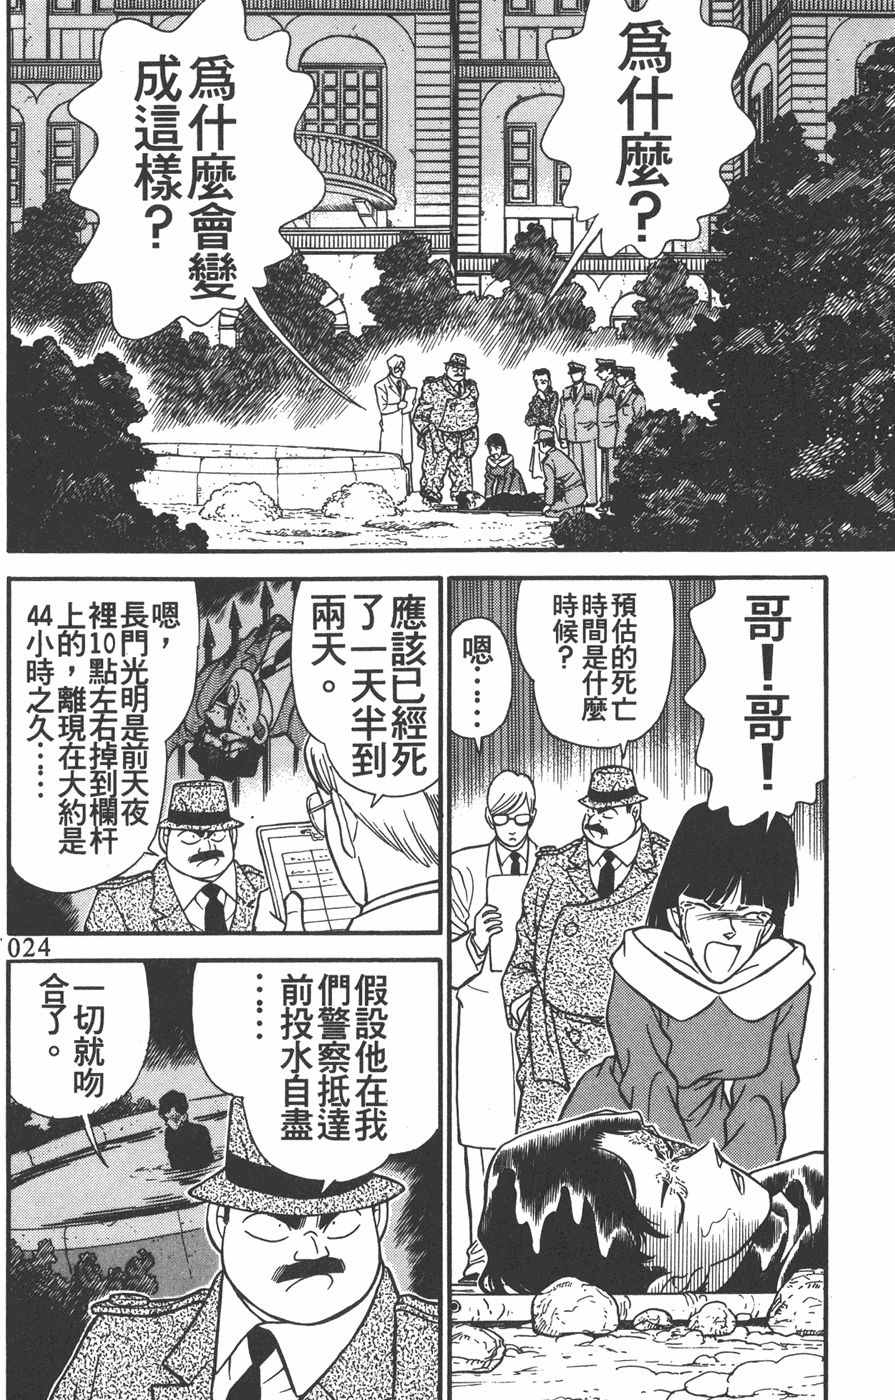 爲什麼？
爲什麼會變
成這樣？
哥！哥！
預估的死亡
時間是什麼
時候？
嗯……
應該已經死
了一天半到
兩天。
嗯，
長門光明是前天夜
裡10點左右掉到欄杆
上的，離現在大約是
44小時之久……
假設他在我
們警察抵達
前投水自盡
……
一切就吻
合了。
024